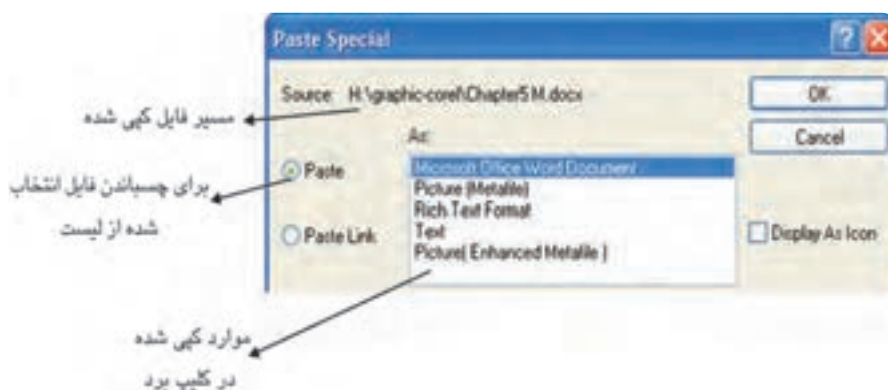 Paste Special
Source: H:\graphic-corel\Chapter5 M.docx
OK
مسیر فایل کپی شده
As:
Cancel
Paste
Microsoft Office Word Document
برای چسباندن فایل انتخاب
شده از لیست
Picture (Metafile)
Rich Text Format
Paste Link
Text
Display As Icon
Picture( Enhanced Metafile )
موارد کپی شده
در کلیپ برد